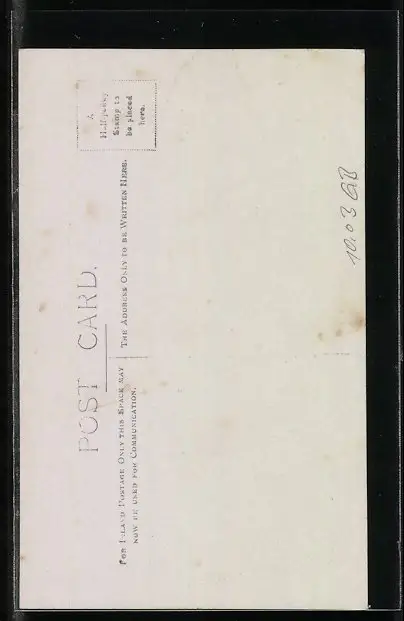 POST CARD.
A
Halfpenny
Stamp to
be placed
here.
FOR INLAND POSTAGE ONLY THIS SPACE MAY
NOW BE USED FOR COMMUNICATION.
THE ADDRESS ONLY TO BE WRITTEN HERE.
10.03 GB